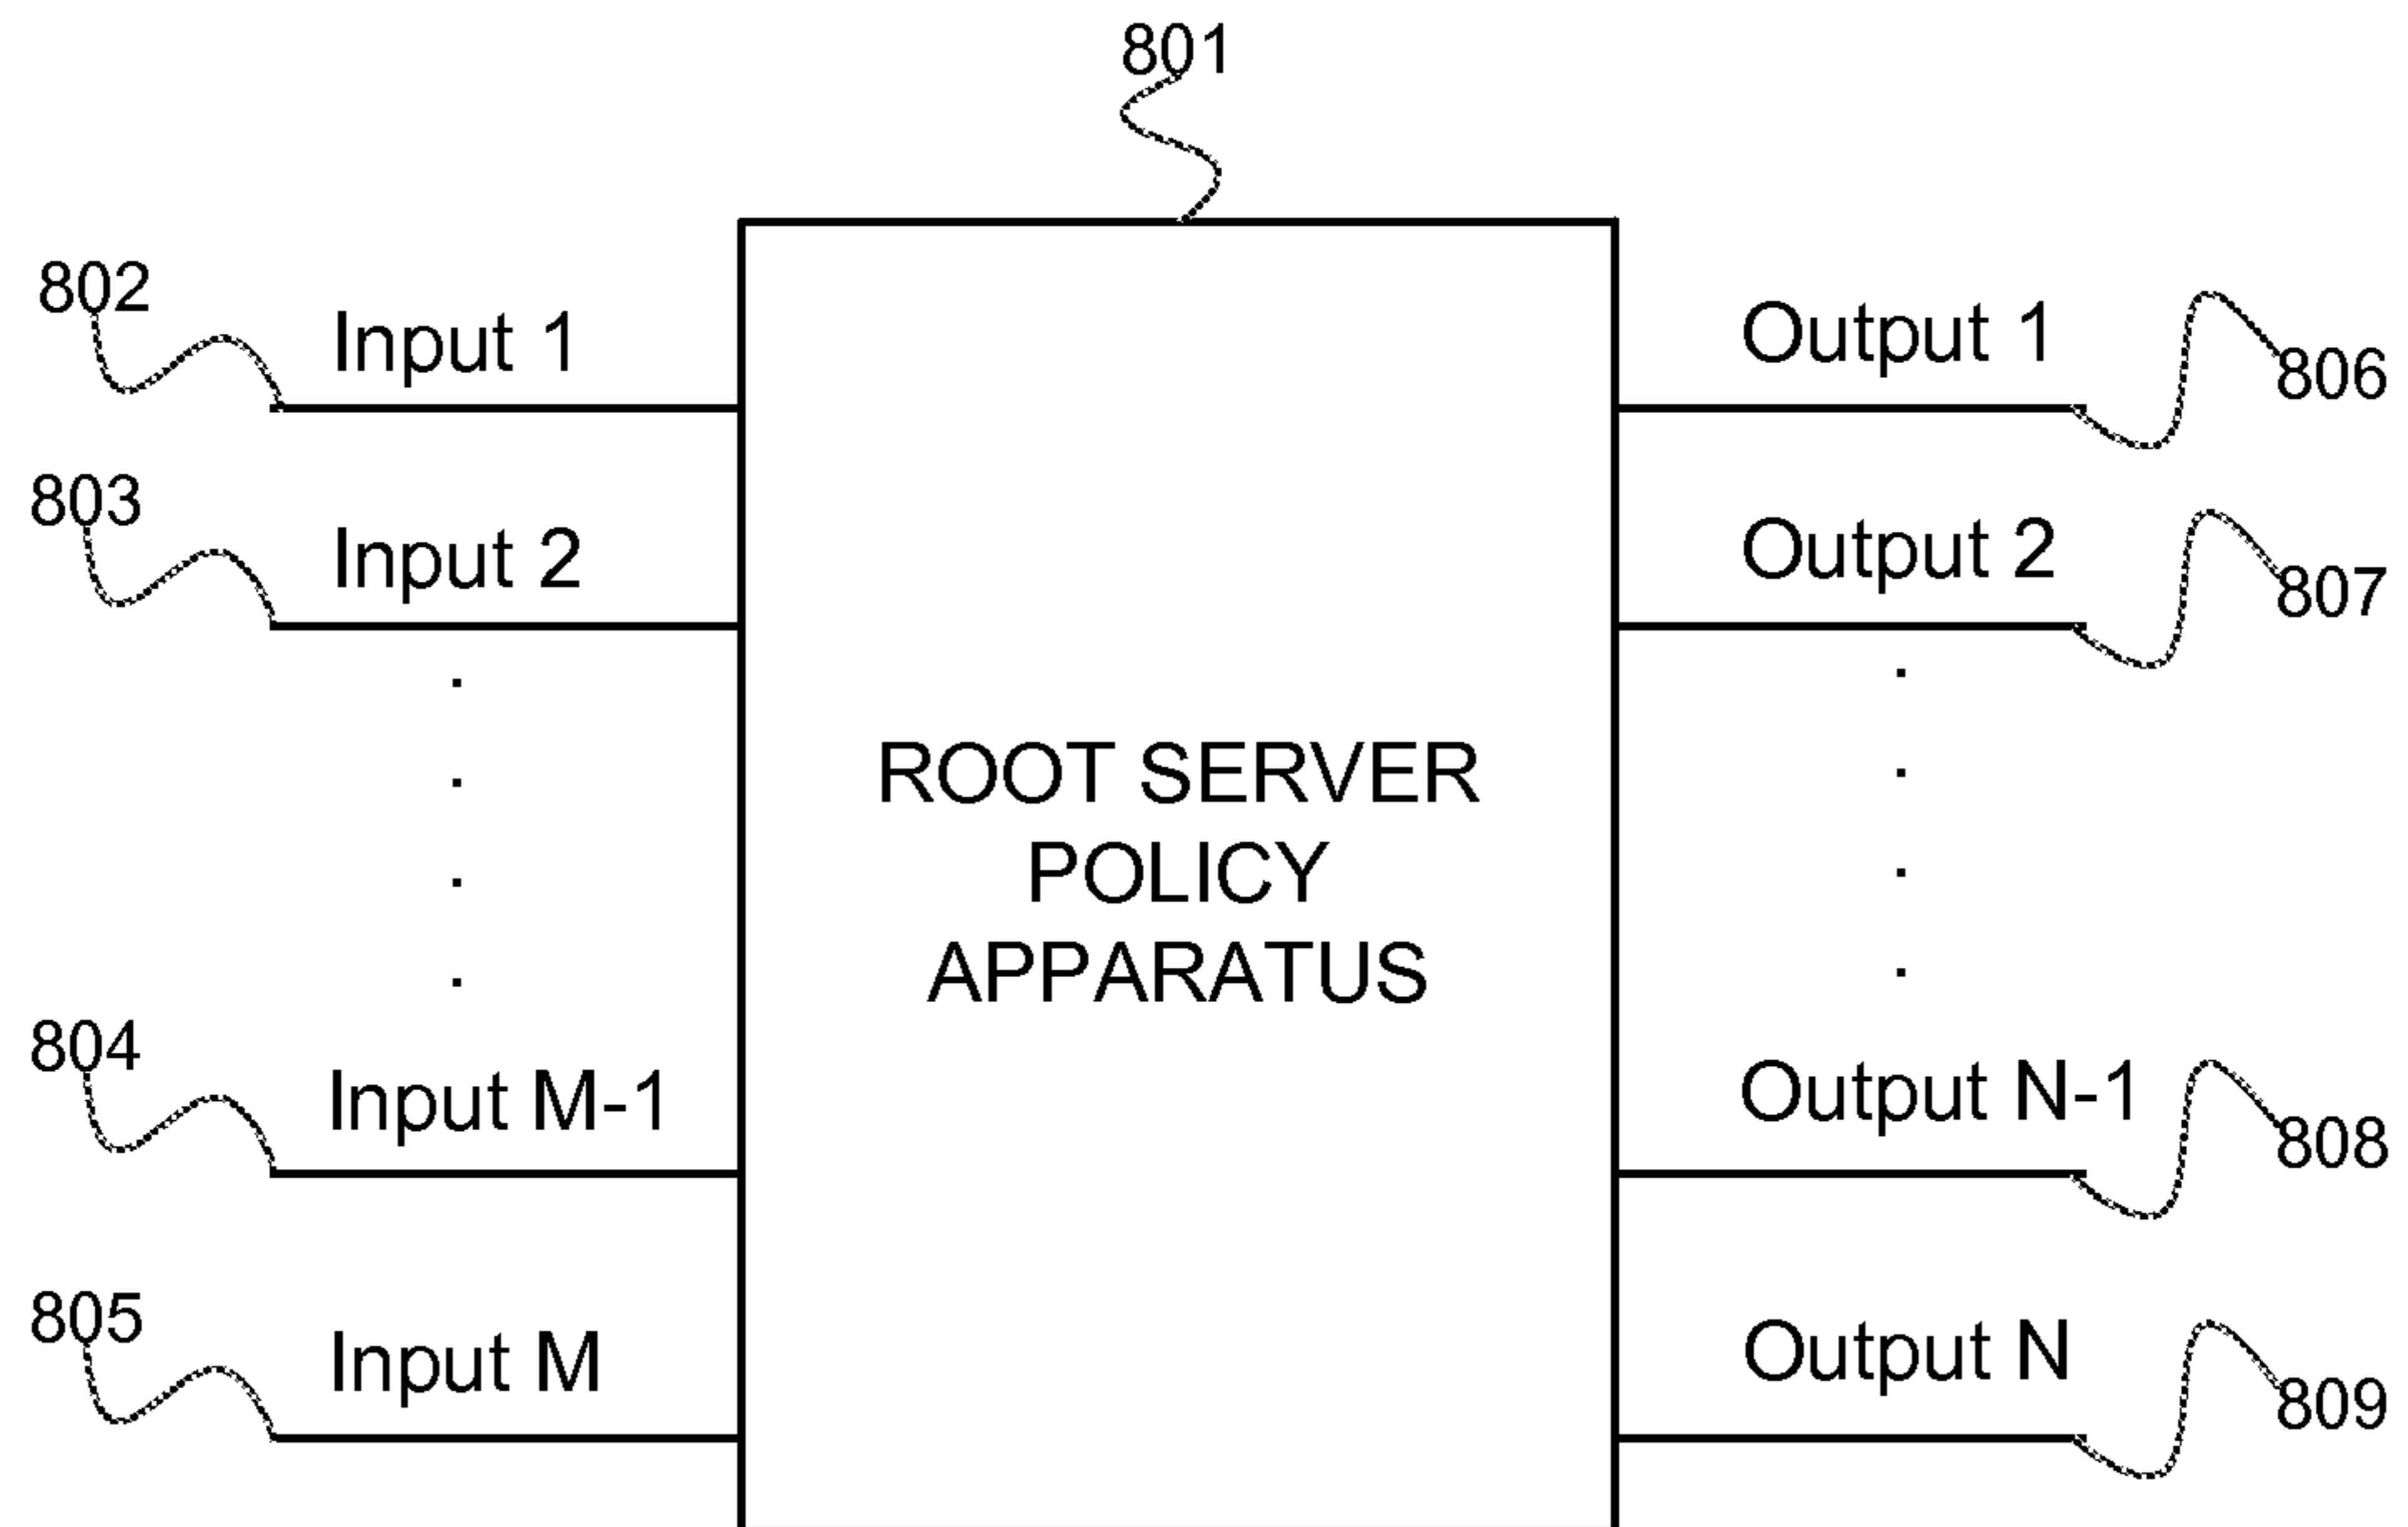 801
802
Input 1
Output 1
806
803
Input 2
Output 2
807
ROOT SERVER
POLICY
APPARATUS
804
Input M-1
Output N-1
808
805
Input M
Output N
809